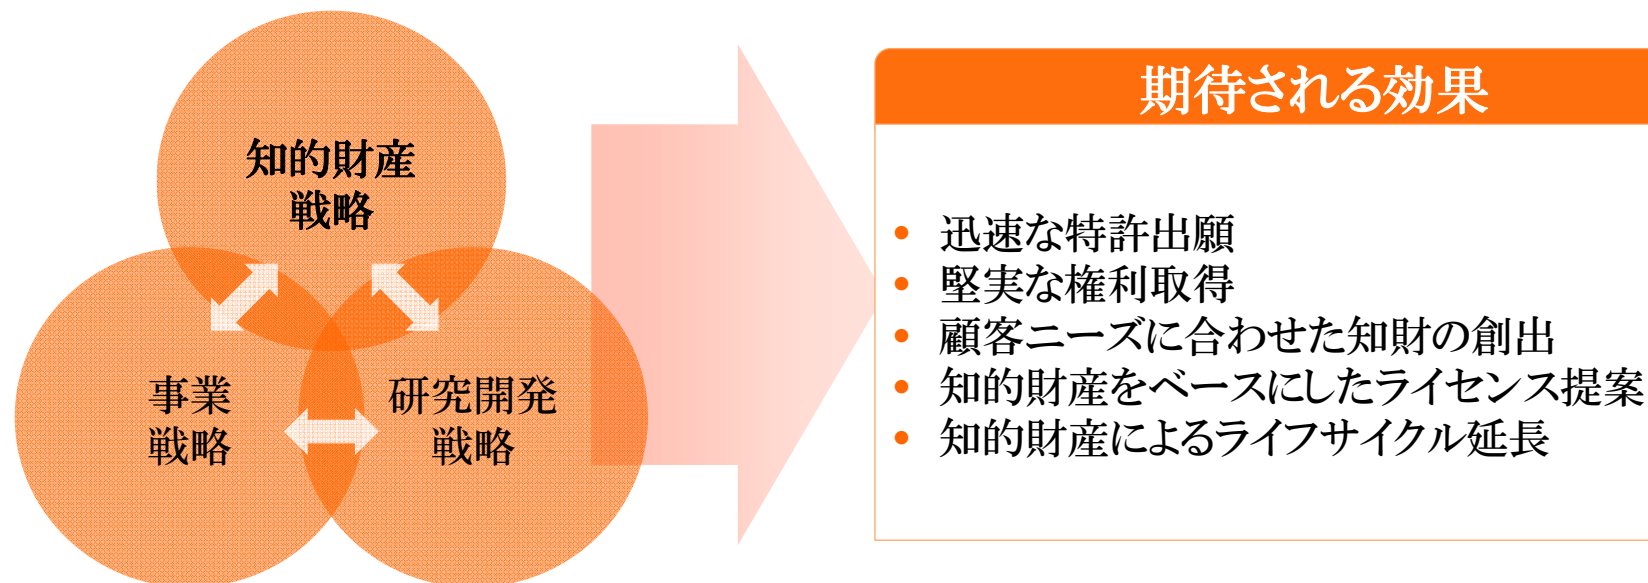 知的財産
戦略
事業
戦略
研究開発
戦略
期待される効果
• 迅速な特許出願
• 堅実な権利取得
• 顧客ニーズに合わせた知財の創出
• 知的財産をベースにしたライセンス提案
• 知的財産によるライフサイクル延長